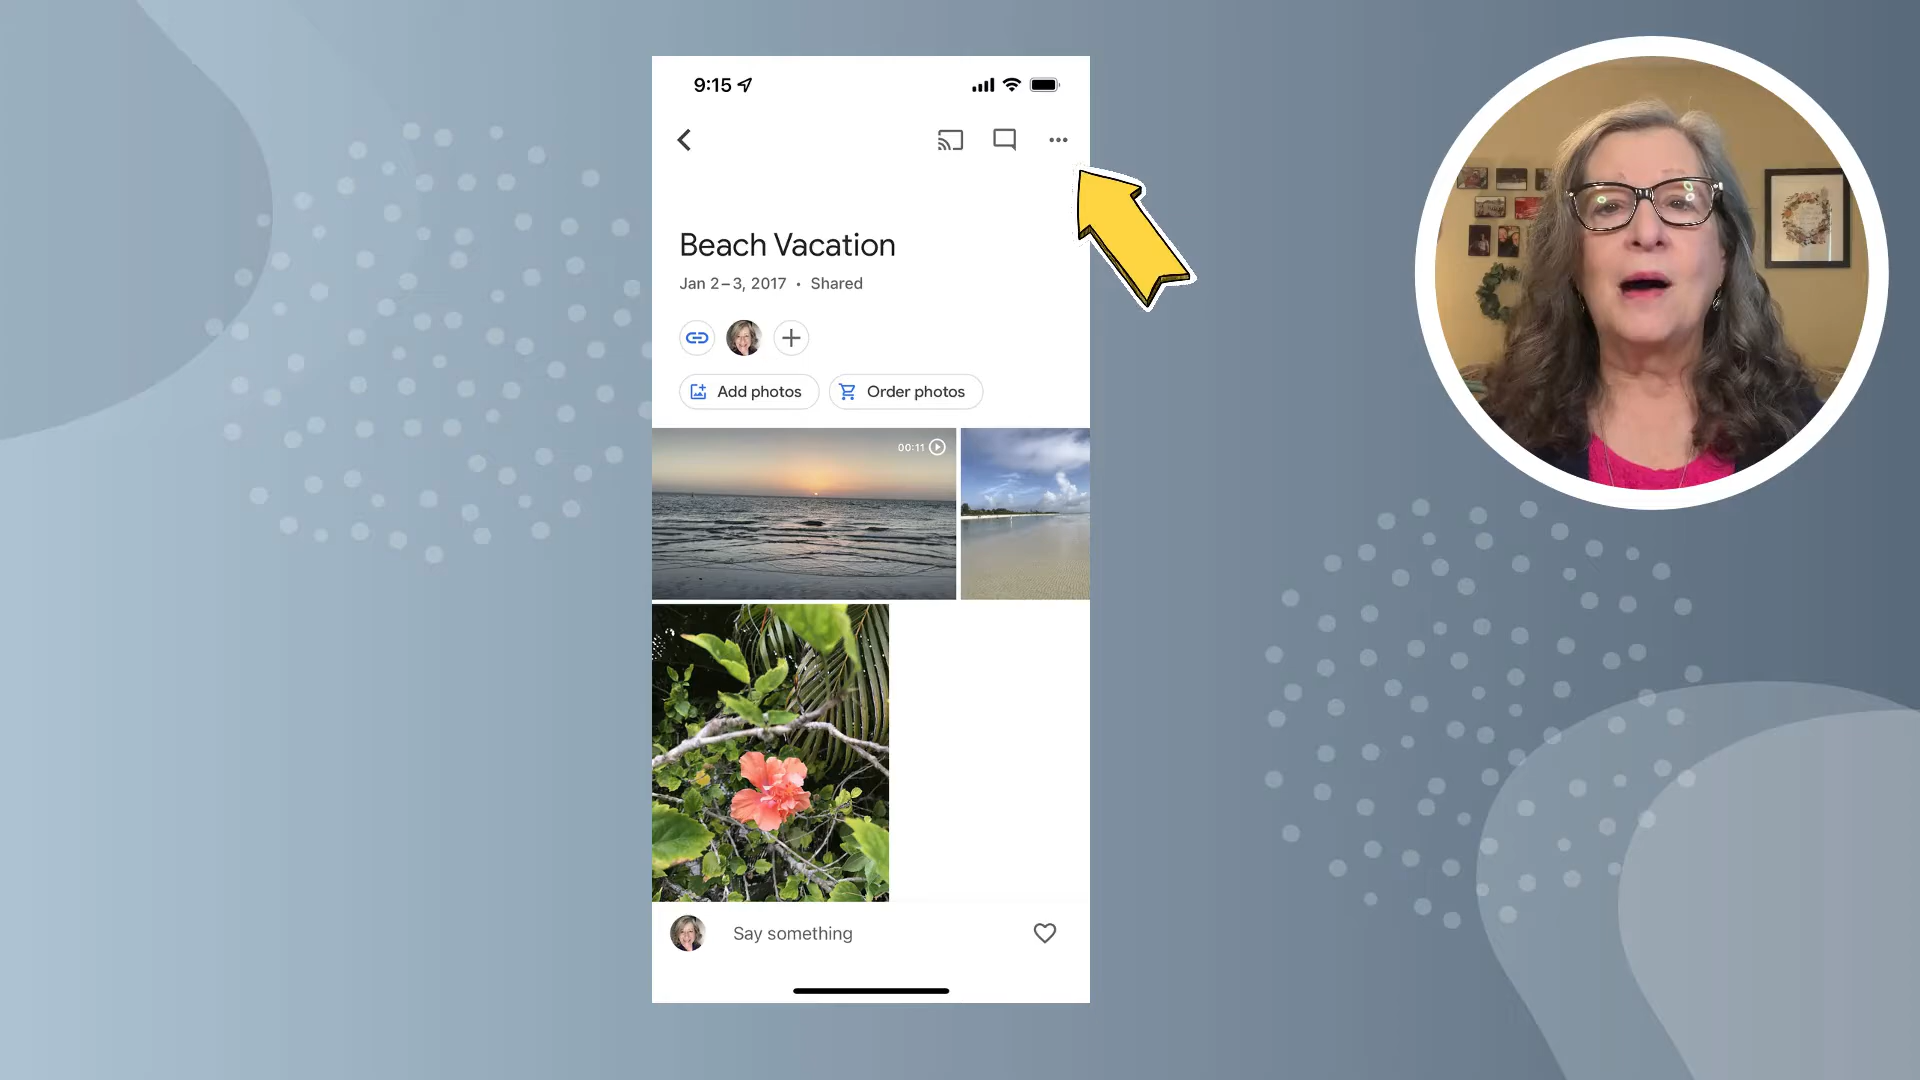 9:15
Beach Vacation
Jan 2–3, 2017 • Shared
Add photos
Order photos
00:11
Say something